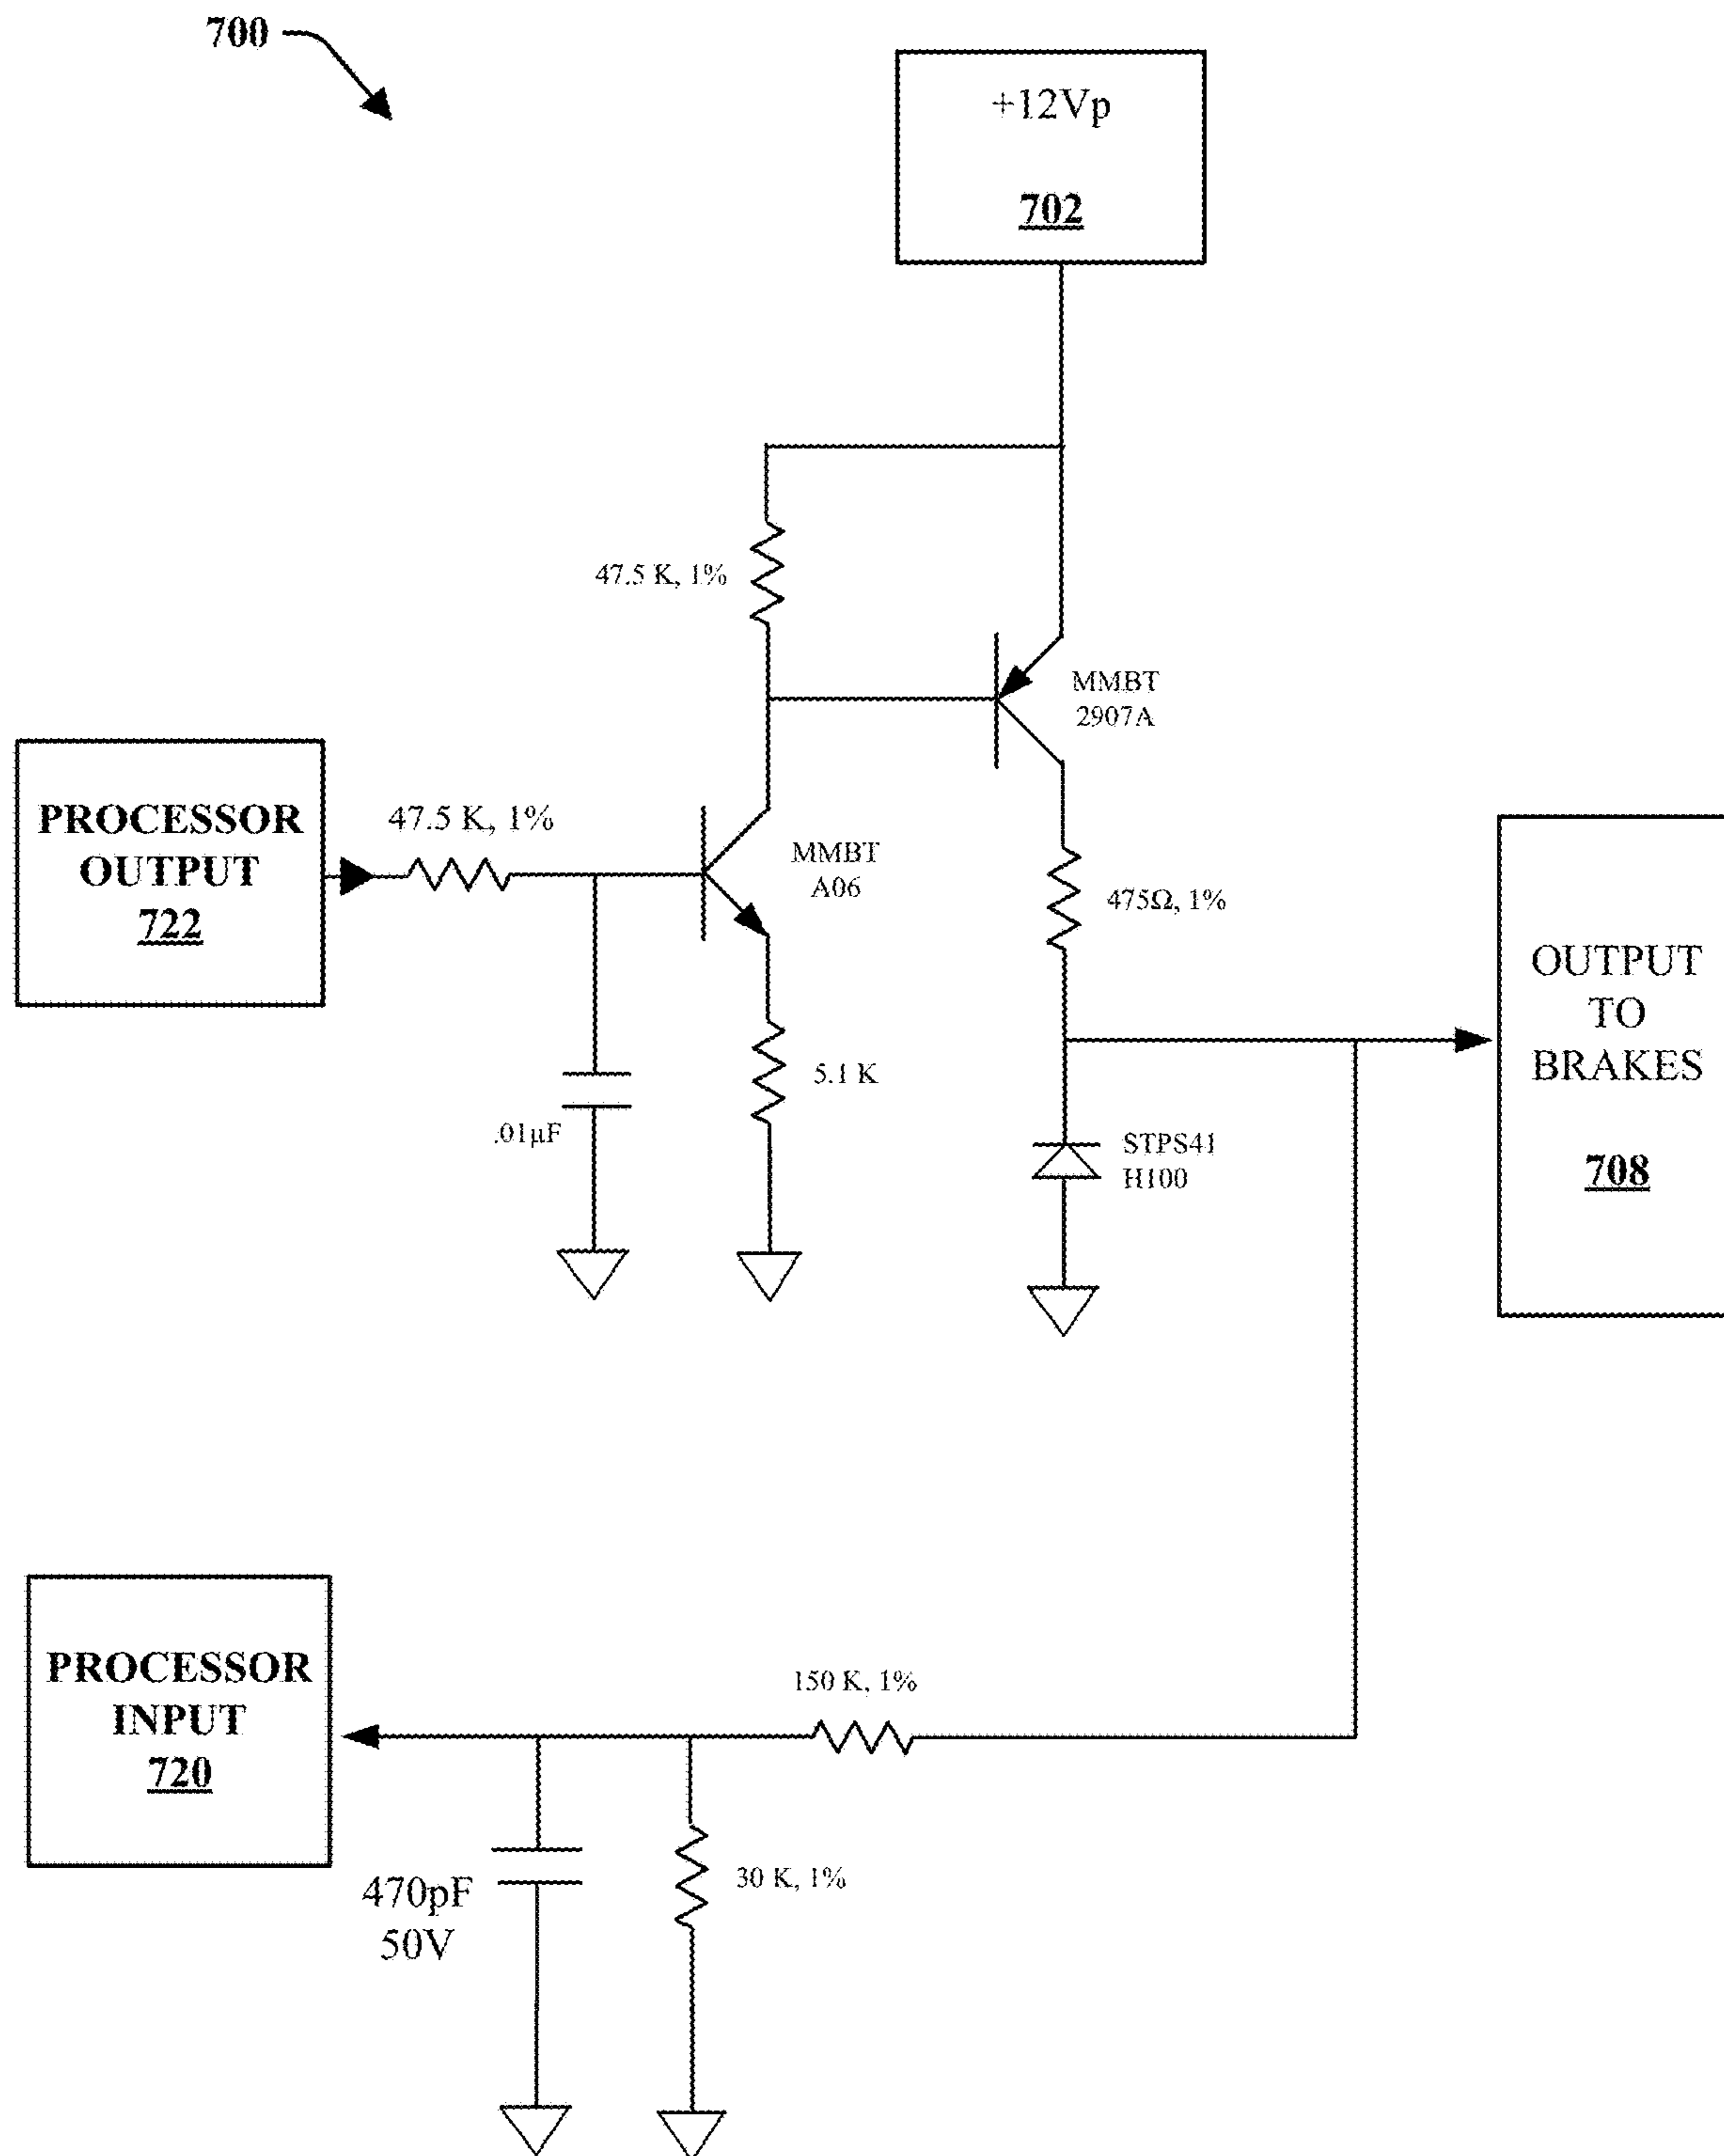 700
+12Vp
702
47.5 K, 1%
MMBT
2907A
PROCESSOR
OUTPUT
722
47.5 K, 1%
MMBT
A06
475Ω, 1%
OUTPUT
TO
BRAKES
708
5.1 K
.01µF
STPS41
H100
PROCESSOR
INPUT
720
150 K, 1%
470pF
50V
30 K, 1%